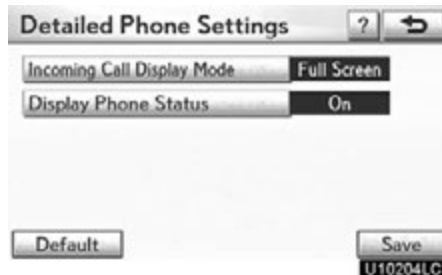 Detailed Phone Settings ?
Incoming Call Display Mode Full Screen
Display Phone Status On
Default Save
U10204LC